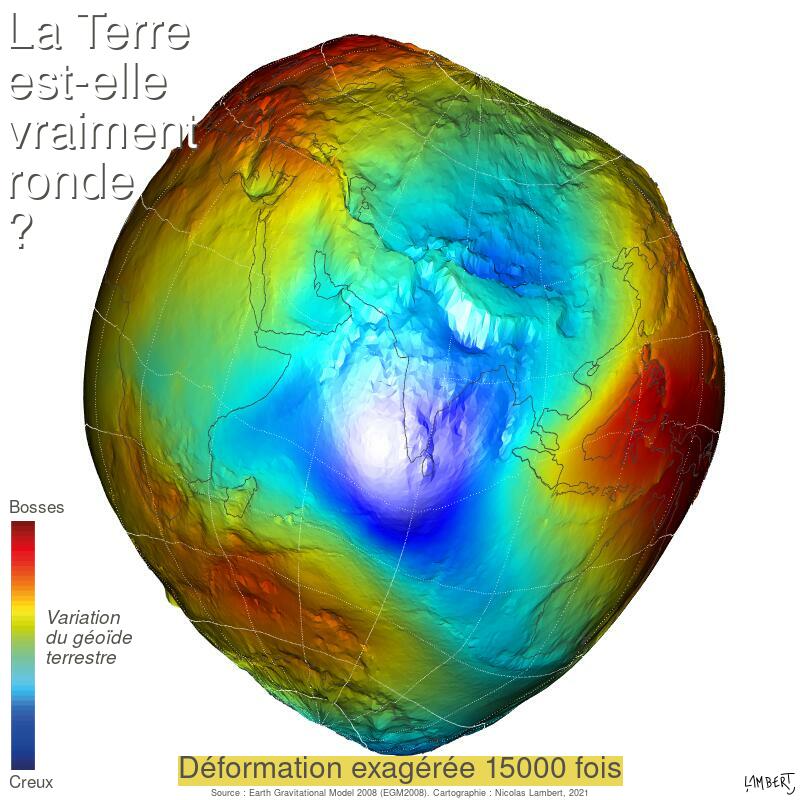 La Terre
est-elle
vraiment
ronde
?
Bosses
Variation
du géoïde
terrestre
Creux
Déformation exagérée 15000 fois
Source : Earth Gravitational Model 2008 (EGM2008). Cartographie : Nicolas Lambert, 2021
LAMBERT